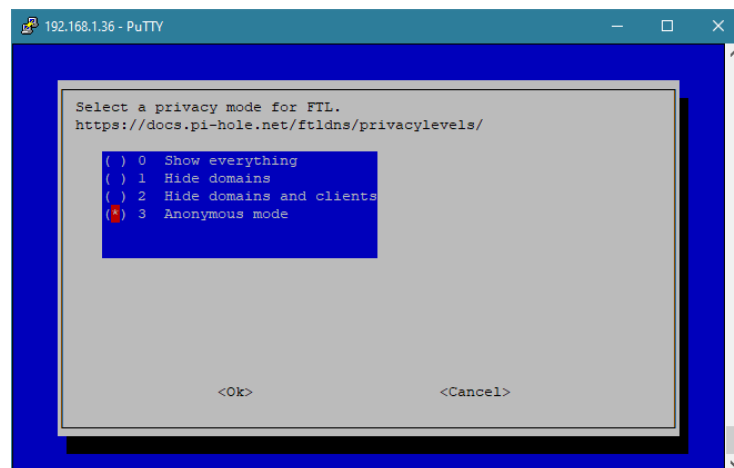 192.168.1.36 - PuTTY
Select a privacy mode for FTL.
https://docs.pi-hole.net/ftldns/privacylevels/
( ) 0 Show everything
( ) 1 Hide domains
( ) 2 Hide domains and clients
(*) 3 Anonymous mode
<Ok> <Cancel>